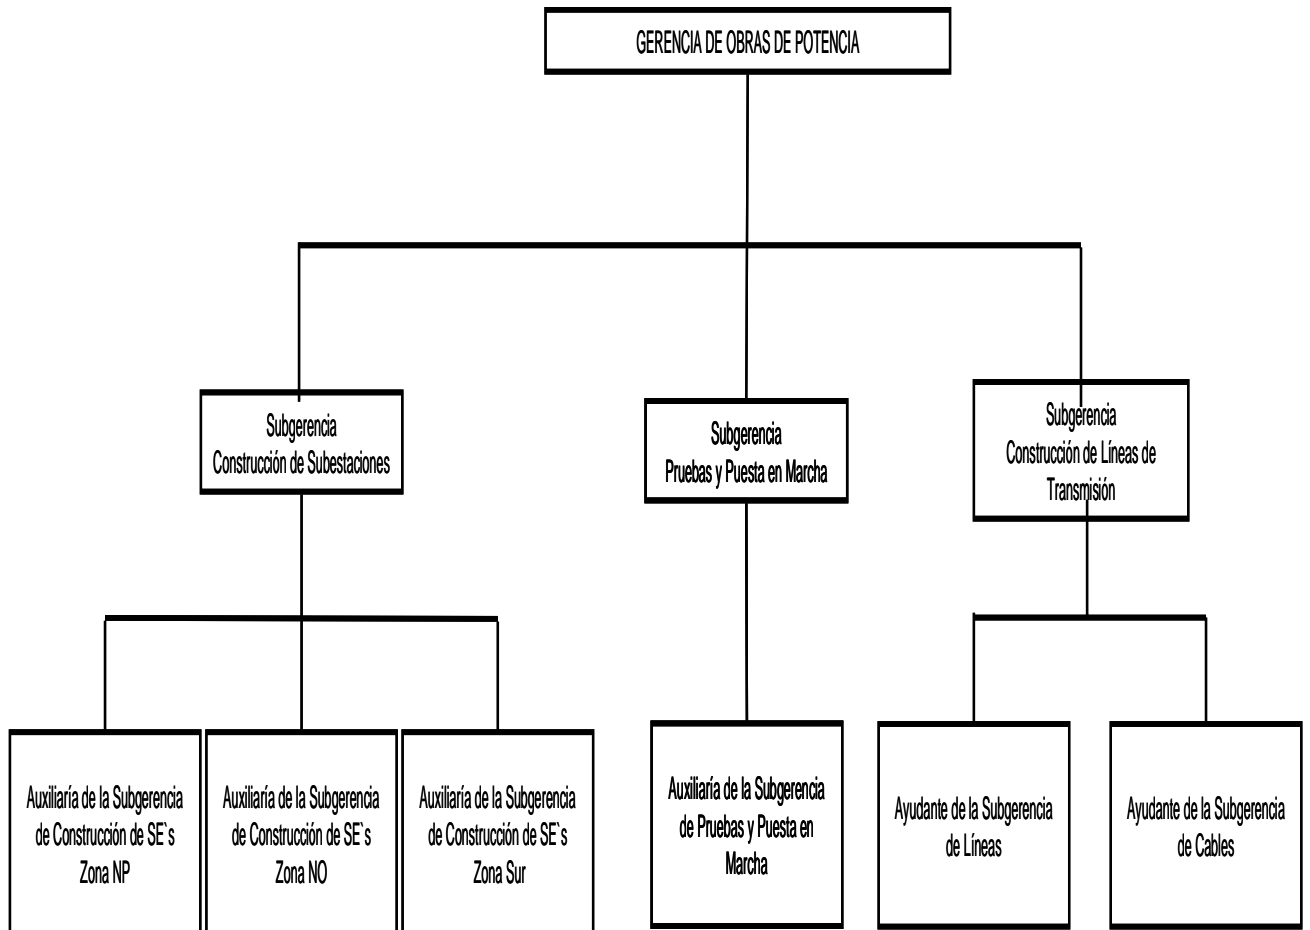 GERENCIA DE OBRAS DE POTENCIA
Subgerencia
Construcción de Subestaciones
Subgerencia
Pruebas y Puesta en Marcha
Subgerencia
Construcción de Líneas de
Transmisión
Auxiliaría de la Subgerencia
de Construcción de SE`s
Zona NP
Auxiliaría de la Subgerencia
de Construcción de SE`s
Zona NO
Auxiliaría de la Subgerencia
de Construcción de SE`s
Zona Sur
Auxiliaría de la Subgerencia
de Pruebas y Puesta en
Marcha
Ayudante de la Subgerencia
de Líneas
Ayudante de la Subgerencia
de Cables